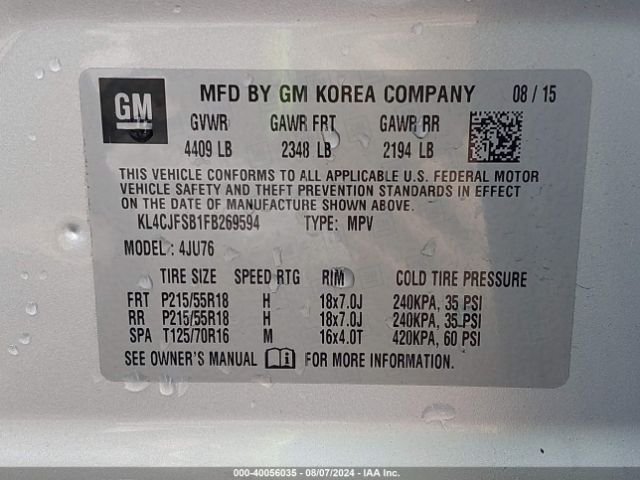 GM
MFD BY GM KOREA COMPANY 08 / 15
GVWR GAWR FRT GAWR RR
4409 LB 2348 LB 2194 LB
THIS VEHICLE CONFORMS TO ALL APPLICABLE U.S. FEDERAL MOTOR
VEHICLE SAFETY AND THEFT PREVENTION STANDARDS IN EFFECT
ON THE DATE OF MANUFACTURE SHOWN ABOVE.
KL4CJFSB1FB269594 TYPE: MPV
MODEL : 4JU76
TIRE SIZE SPEED RTG RIM COLD TIRE PRESSURE
FRT P215/55R18 H 18x7.0J 240KPA, 35 PSI
RR P215/55R18 H 18x7.0J 240KPA, 35 PSI
SPA T125/70R16 M 16x4.0T 420KPA, 60 PSI
SEE OWNER'S MANUAL FOR MORE INFORMATION.
000-40056035 - 08/07/2024 - IAA Inc.